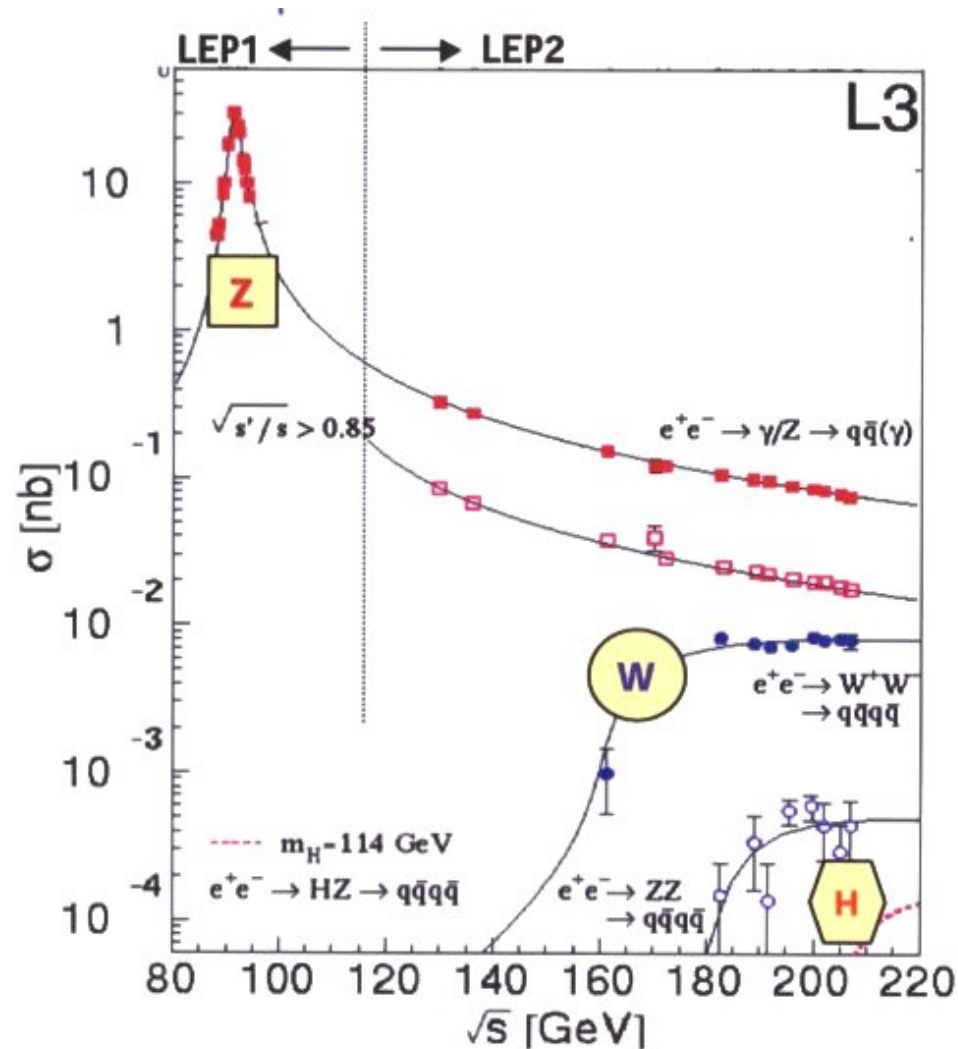 LEP1 LEP2
L3
10
Z
1
√s'/s > 0.85
e⁺e⁻ → γ/Z → qq̄(γ)
10⁻¹
σ [nb]
10⁻²
W
e⁺e⁻ → W⁺W⁻
→ qq̄qq̄
10⁻³
m_H=114 GeV
e⁺e⁻ → HZ → qq̄qq̄
e⁺e⁻ → ZZ
→ qq̄qq̄
H
10⁻⁴
80 100 120 140 160 180 200 220
√s [GeV]